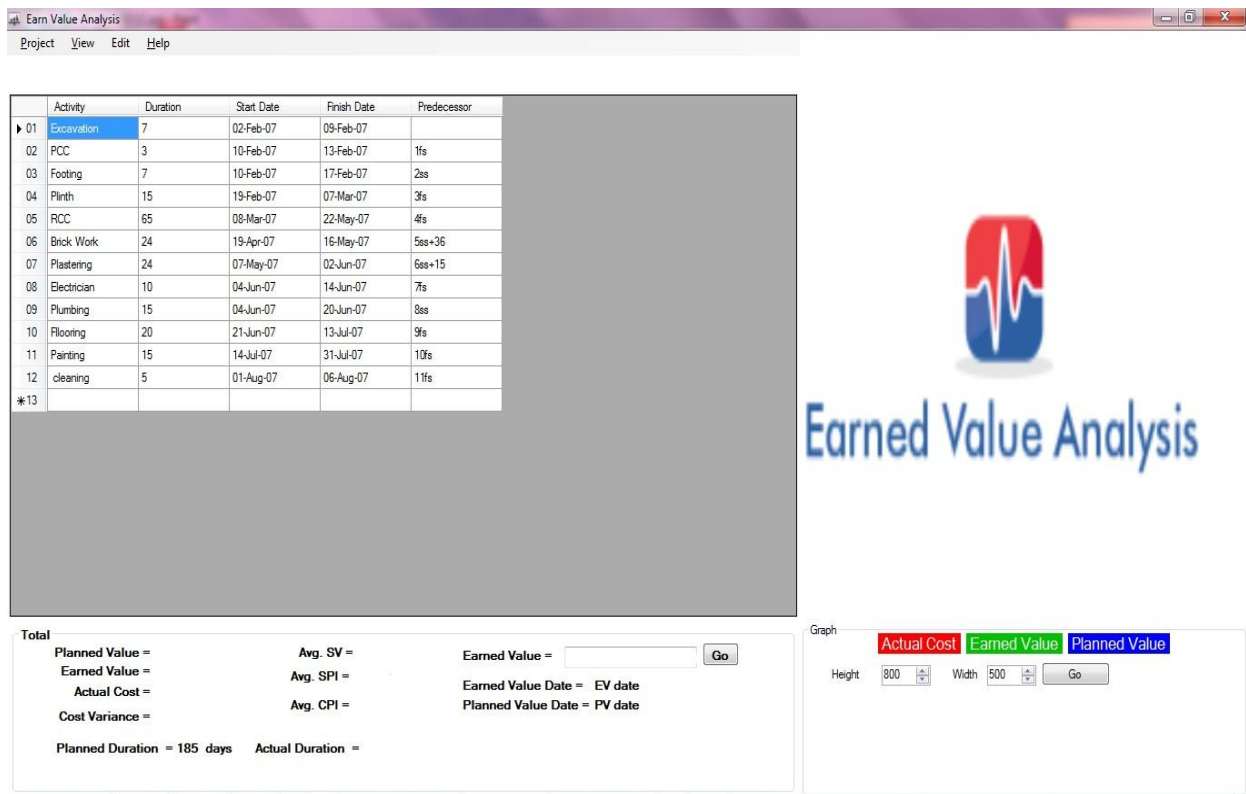 Earn Value Analysis
Project View Edit Help
Activity Duration Start Date Finish Date Predecessor
01 Excavation 7 02-Feb-07 09-Feb-07
02 PCC 3 10-Feb-07 13-Feb-07 1fs
03 Footing 7 10-Feb-07 17-Feb-07 2ss
04 Plinth 15 19-Feb-07 07-Mar-07 3fs
05 RCC 65 08-Mar-07 22-May-07 4fs
06 Brick Work 24 19-Apr-07 16-May-07 5ss+36
07 Plastering 24 07-May-07 02-Jun-07 6ss+15
08 Electrician 10 04-Jun-07 14-Jun-07 7fs
09 Plumbing 15 04-Jun-07 20-Jun-07 8ss
10 Fllooring 20 21-Jun-07 13-Jul-07 9fs
11 Painting 15 14-Jul-07 31-Jul-07 10fs
12 cleaning 5 01-Aug-07 06-Aug-07 11fs
*13
Earned Value Analysis
Total
Planned Value = Avg. SV = Earned Value = Go
Earned Value = Avg. SPI =
Actual Cost = Earned Value Date = EV date
Cost Variance = Avg. CPI = Planned Value Date = PV date
Planned Duration = 185 days Actual Duration =
Graph
Actual Cost Earned Value Planned Value
Height 800 Width 500 Go